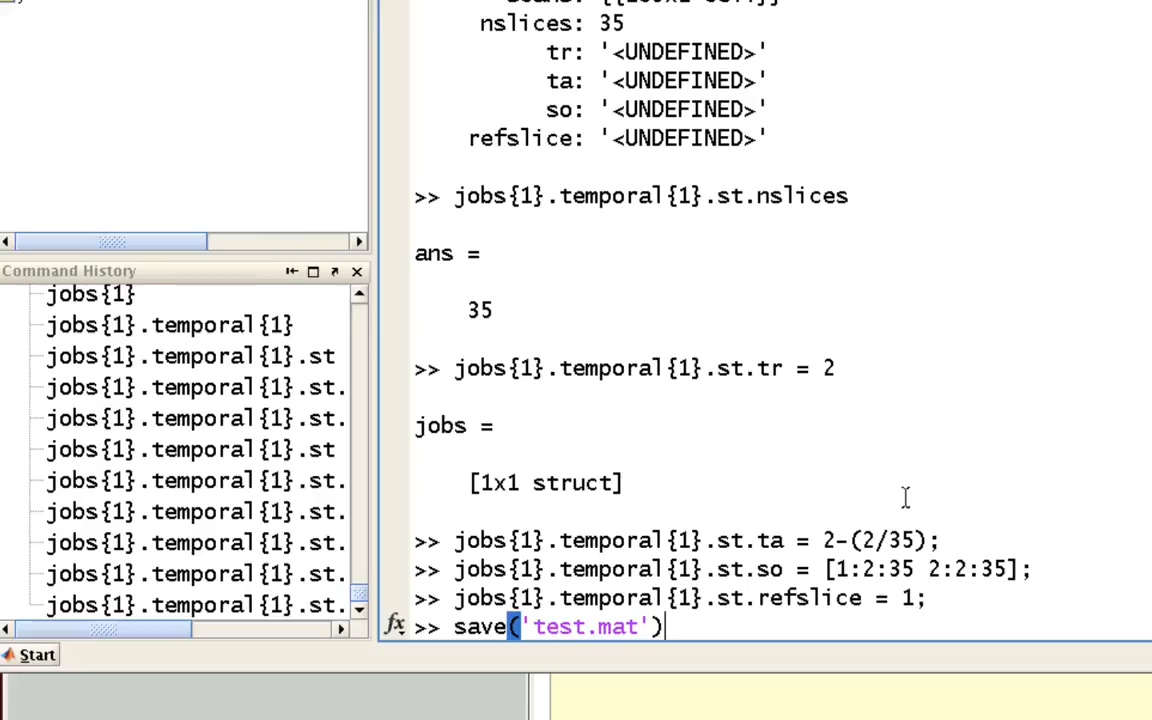 nslices: 35
tr: '<UNDEFINED>'
ta: '<UNDEFINED>'
so: '<UNDEFINED>'
refslice: '<UNDEFINED>'
>> jobs{1}.temporal{1}.st.nslices
ans =
35
>> jobs{1}.temporal{1}.st.tr = 2
jobs =
[1x1 struct]
>> jobs{1}.temporal{1}.st.ta = 2-(2/35);
>> jobs{1}.temporal{1}.st.so = [1:2:35 2:2:35];
>> jobs{1}.temporal{1}.st.refslice = 1;
fx >> save('test.mat')
Command History
jobs{1}
jobs{1}.temporal{1}
jobs{1}.temporal{1}.st
jobs{1}.temporal{1}.st.
jobs{1}.temporal{1}.st.
jobs{1}.temporal{1}.st
jobs{1}.temporal{1}.st.
jobs{1}.temporal{1}.st.
jobs{1}.temporal{1}.st.
jobs{1}.temporal{1}.st.
jobs{1}.temporal{1}.st.
Start